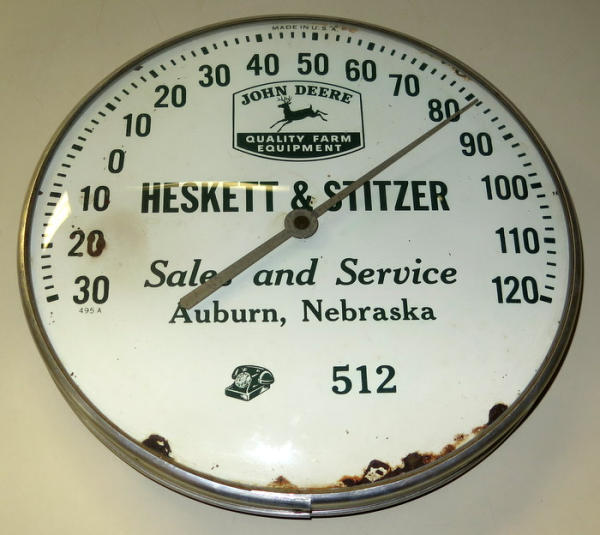 MADE IN U.S.A.
30 20 10 0 10 20 30 40 50 60 70 80 90 100 110 120
JOHN DEERE
QUALITY FARM
EQUIPMENT
HESKETT & STITZER
Sales and Service
Auburn, Nebraska
495 A
512